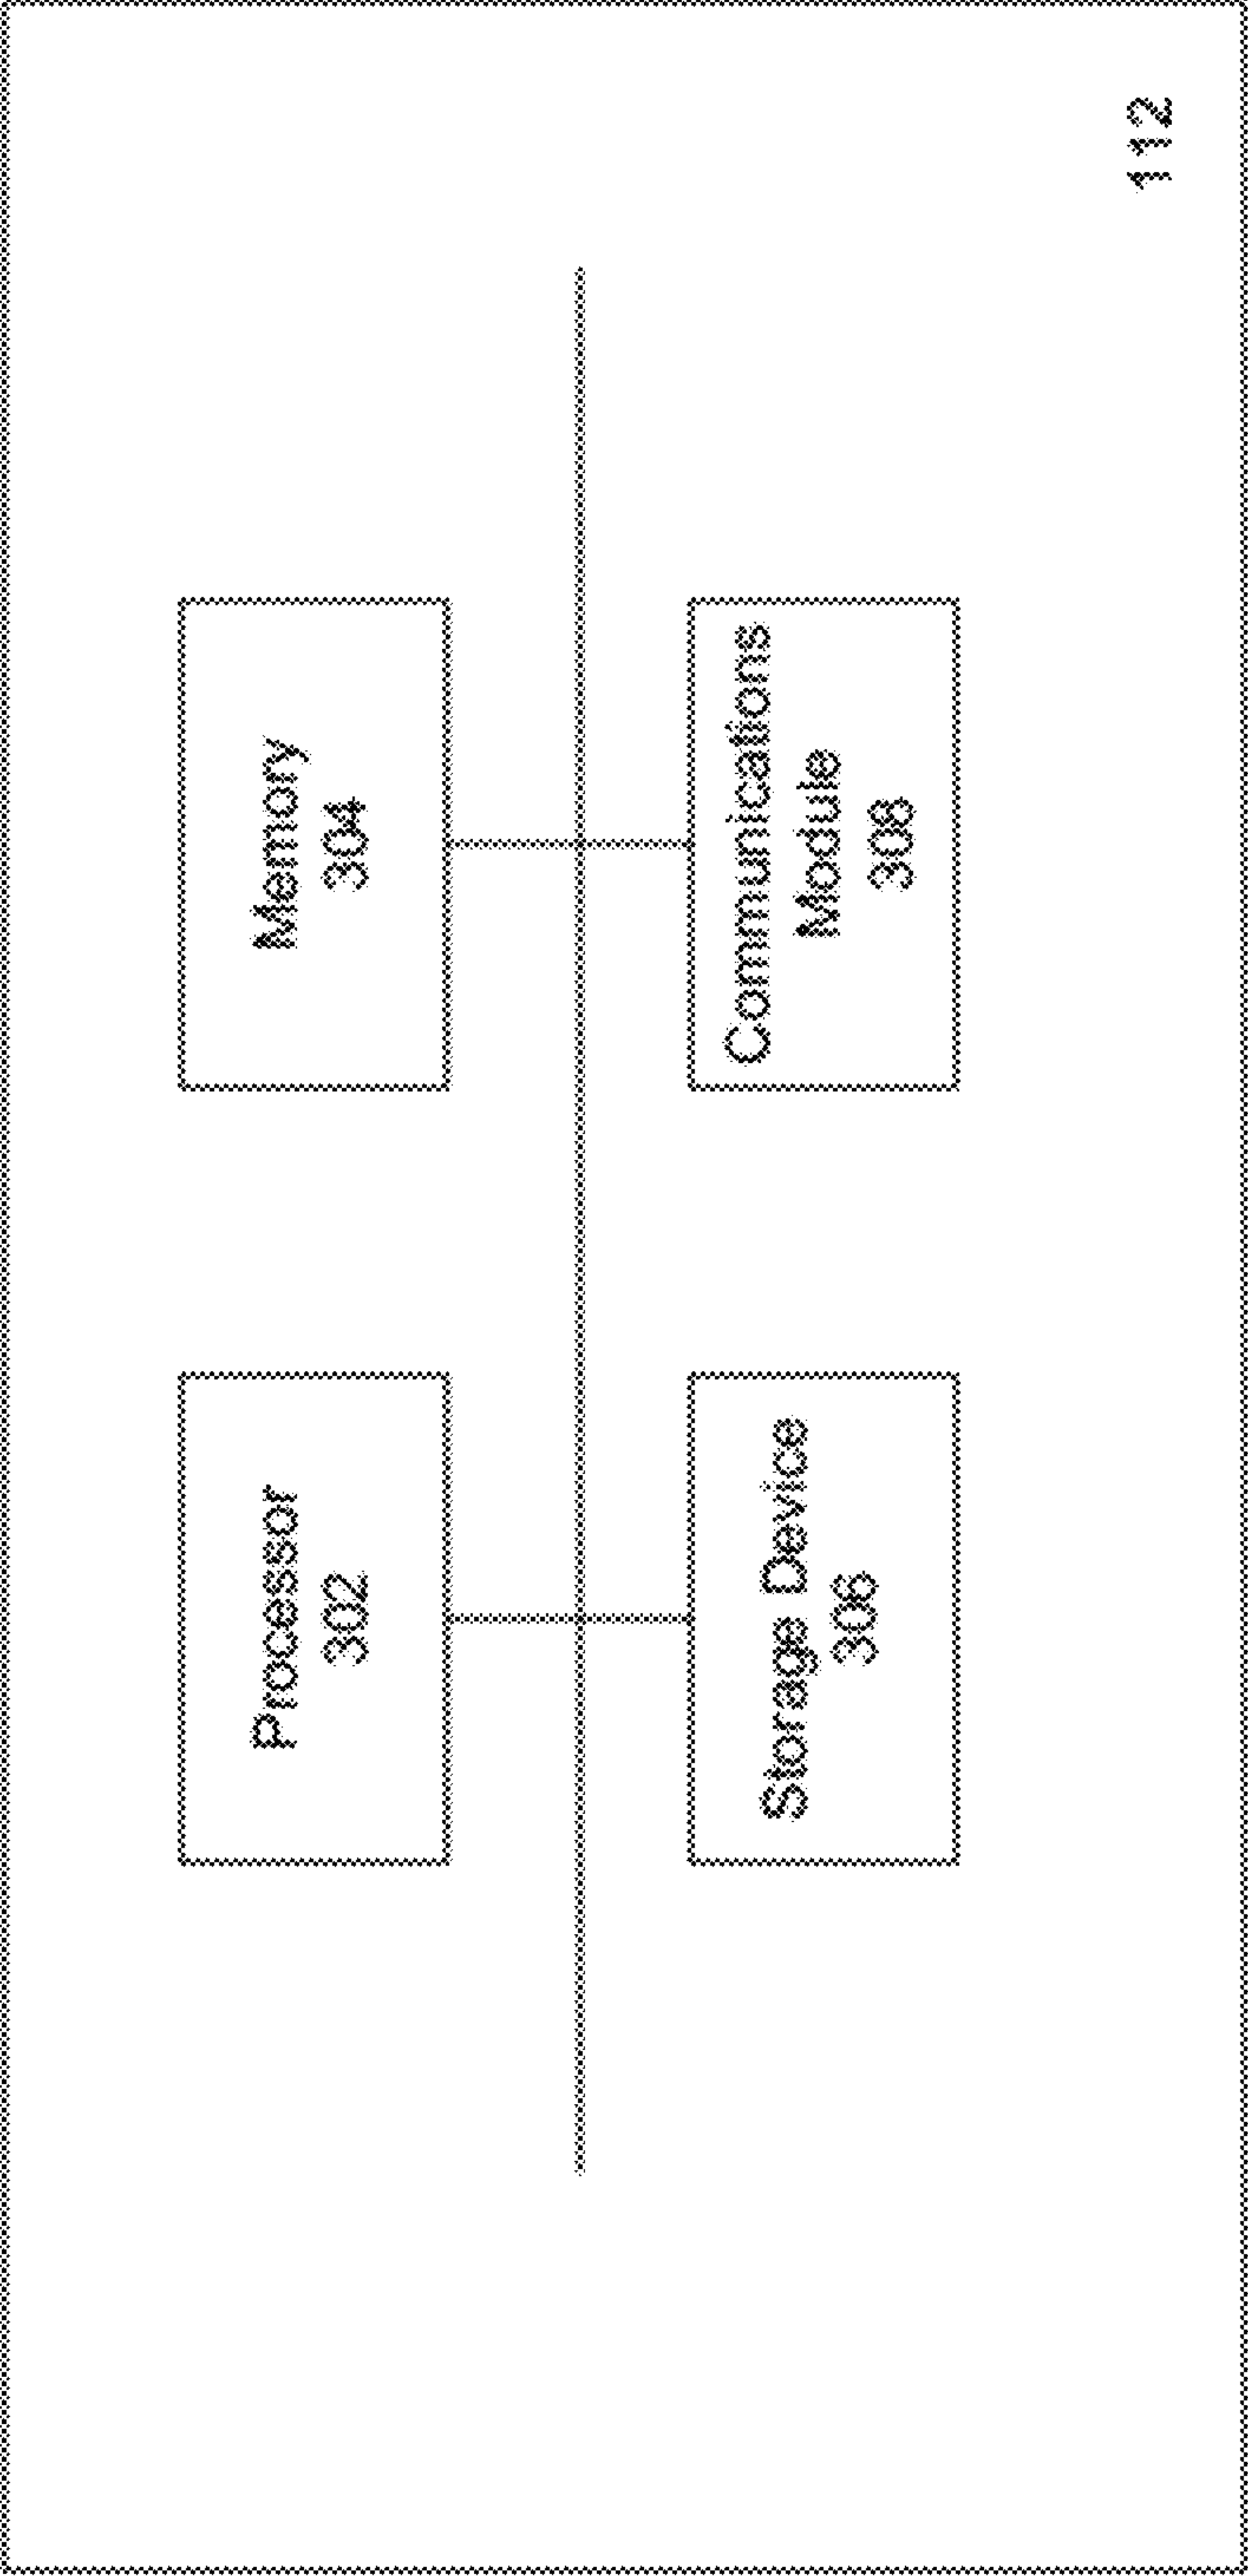 Processor
302
Memory
304
Storage Device
306
Communications
Module
308
112